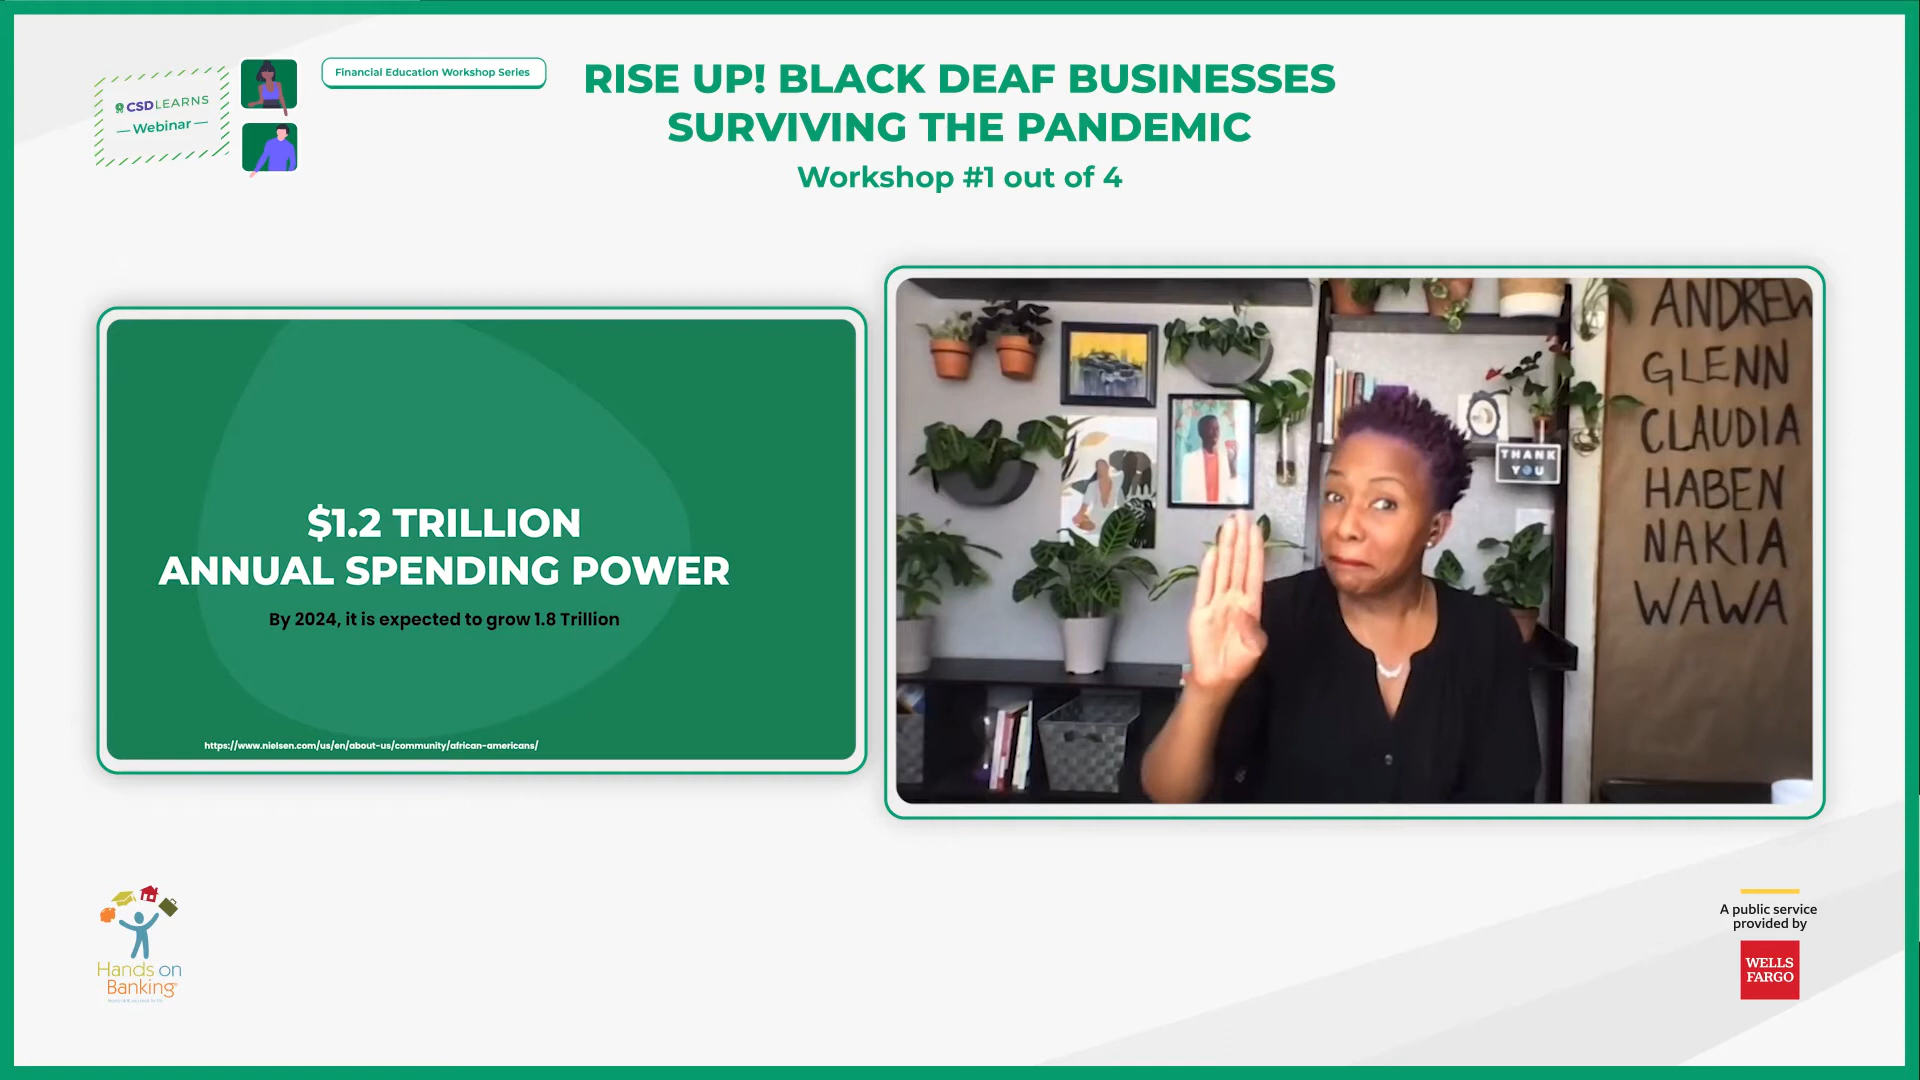 CSDLEARNS
Webinar
Financial Education Workshop Series
RISE UP! BLACK DEAF BUSINESSES
SURVIVING THE PANDEMIC
Workshop #1 out of 4
$1.2 TRILLION
ANNUAL SPENDING POWER
By 2024, it is expected to grow 1.8 Trillion
https://www.nielsen.com/us/en/about-us/community/african-americans/
THANK
YOU
ANDREW
GLENN
CLAUDIA
HABEN
NAKIA
WAWA
Hands on
Banking®
A public service
provided by
WELLS
FARGO